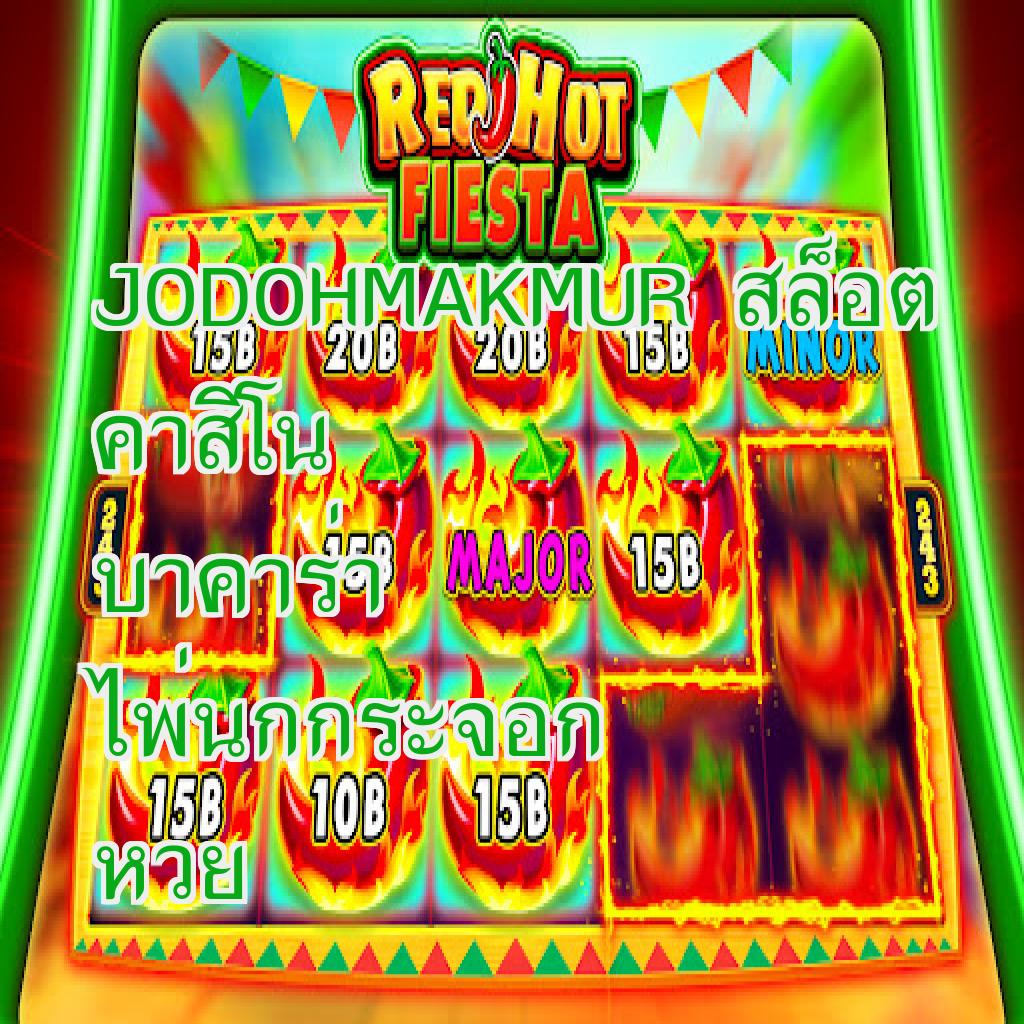 RED HOT
FIESTA
JODOHMAKMUR สล็อต
15B 20B 20B 15B MINOR
คาสิโน
243
15B MAJOR 15B
บาคาร่า
ไพ่นกกระจอก
15B 10B 15B
หวย